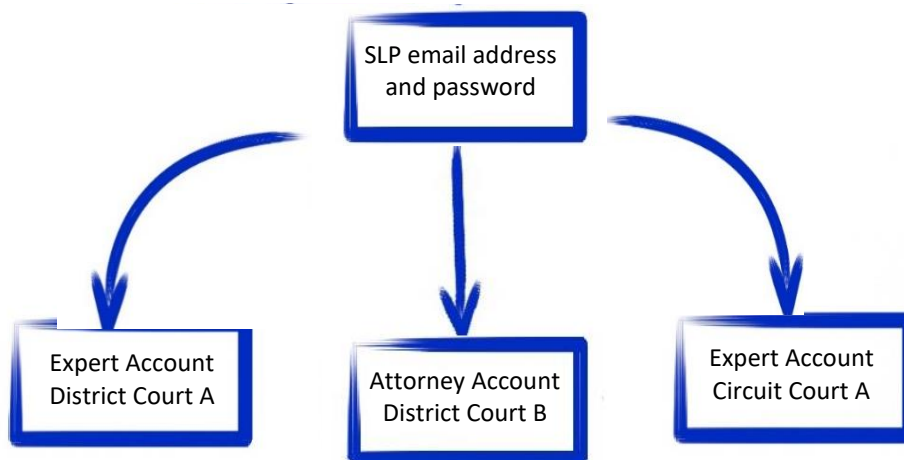 SLP email address
and password
Expert Account
District Court A
Attorney Account
District Court B
Expert Account
Circuit Court A